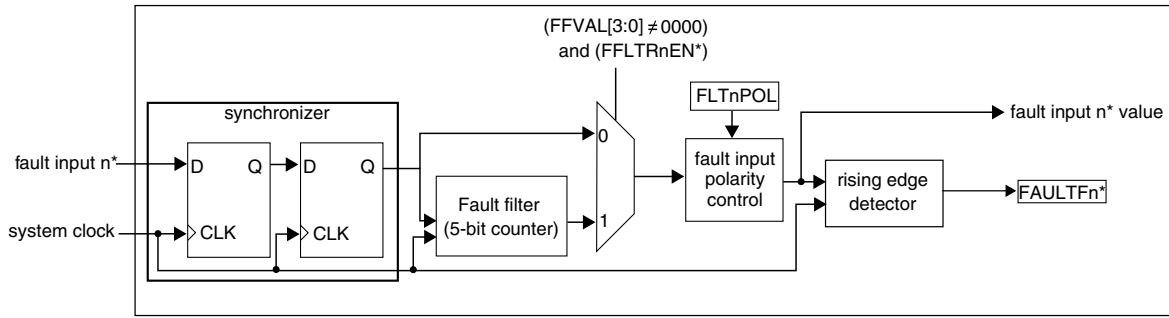 (FFVAL[3:0] ≠ 0000)
and (FFLTRnEN*)
synchronizer
FLTnPOL
fault input n* value
fault input n*
D
Q
D
Q
0
fault input
polarity
control
rising edge
detector
FAULTFn*
Fault filter
(5-bit counter)
1
system clock
CLK
CLK